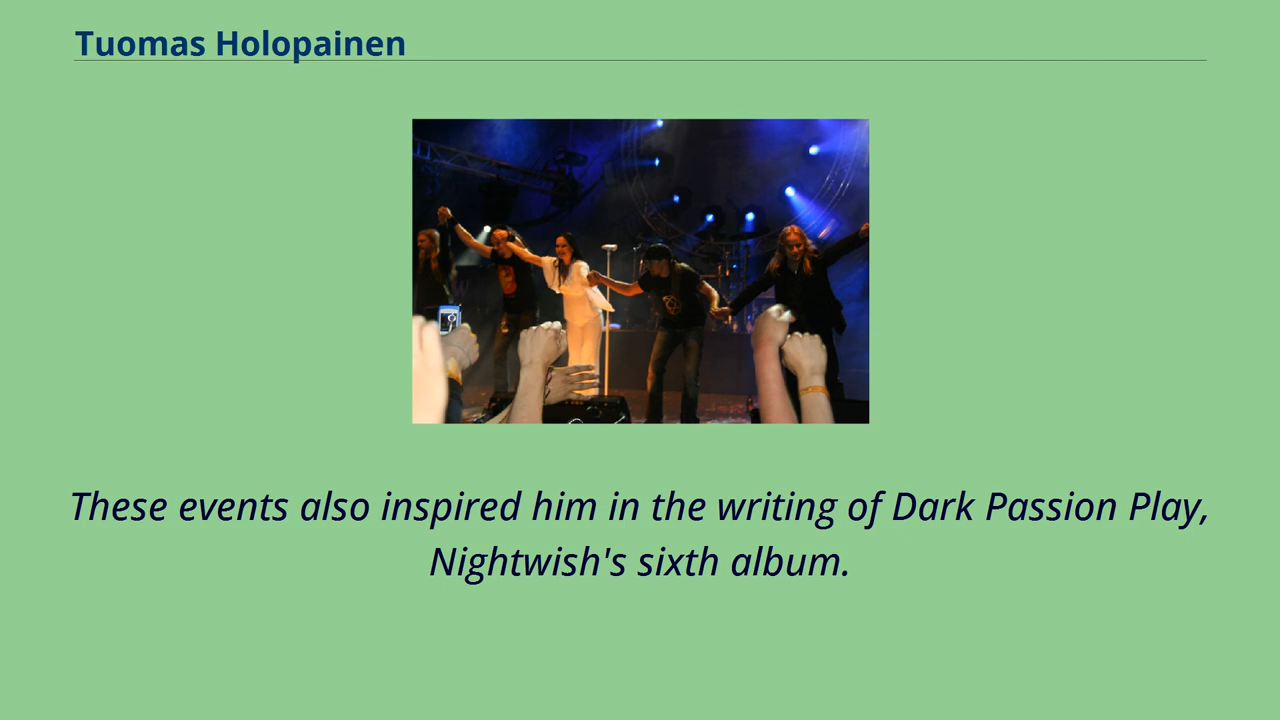 Tuomas Holopainen
These events also inspired him in the writing of Dark Passion Play,
Nightwish's sixth album.